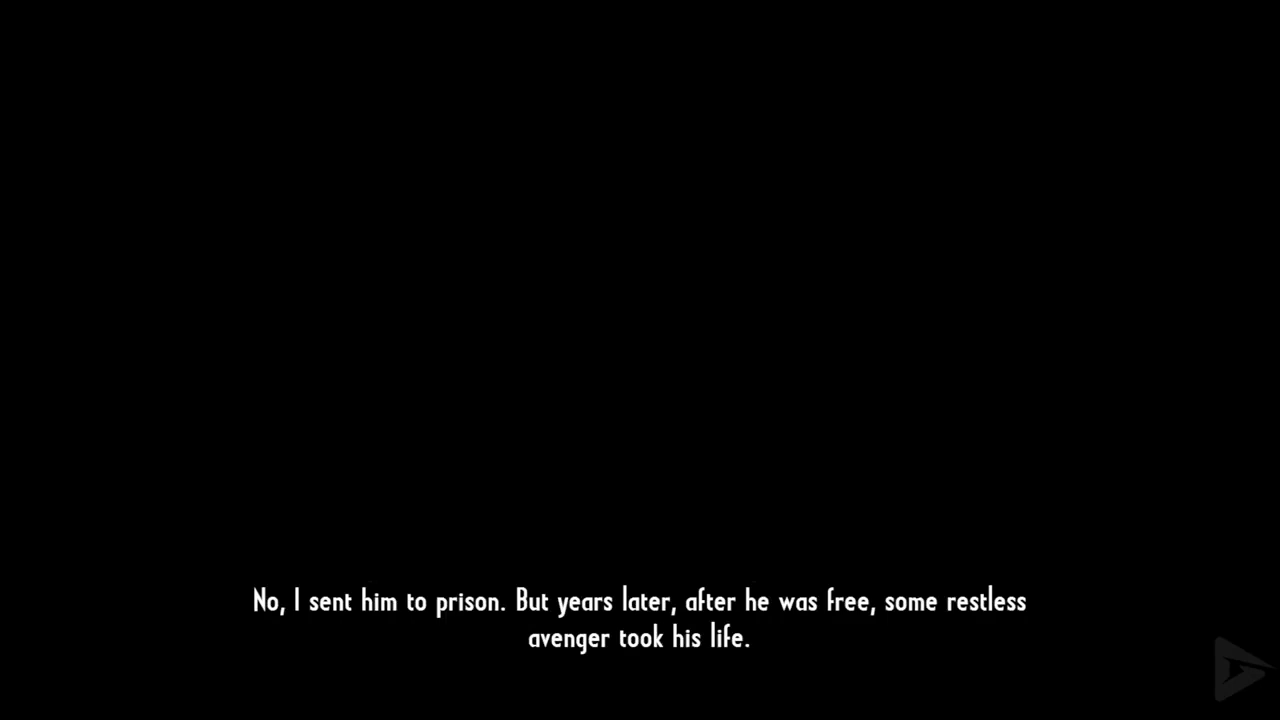 No, I sent him to prison. But years later, after he was free, some restless
avenger took his life.